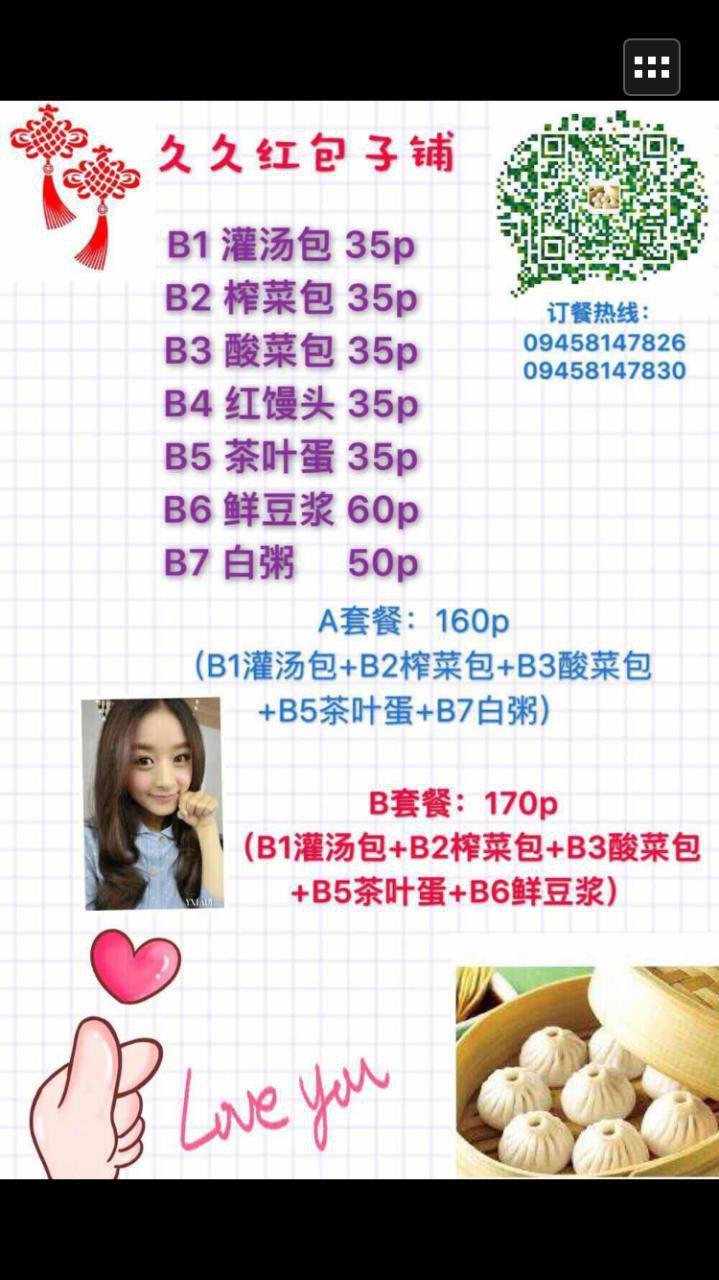 久久红包子铺
B1 灌汤包 35p
B2 榨菜包 35p
B3 酸菜包 35p
B4 红馒头 35p
B5 茶叶蛋 35p
B6 鲜豆浆 60p
B7 白粥 50p
订餐热线：
09458147826
09458147830
A套餐：160p
（B1灌汤包+B2榨菜包+B3酸菜包
+B5茶叶蛋+B7白粥）
B套餐：170p
（B1灌汤包+B2榨菜包+B3酸菜包
+B5茶叶蛋+B6鲜豆浆）
Love you